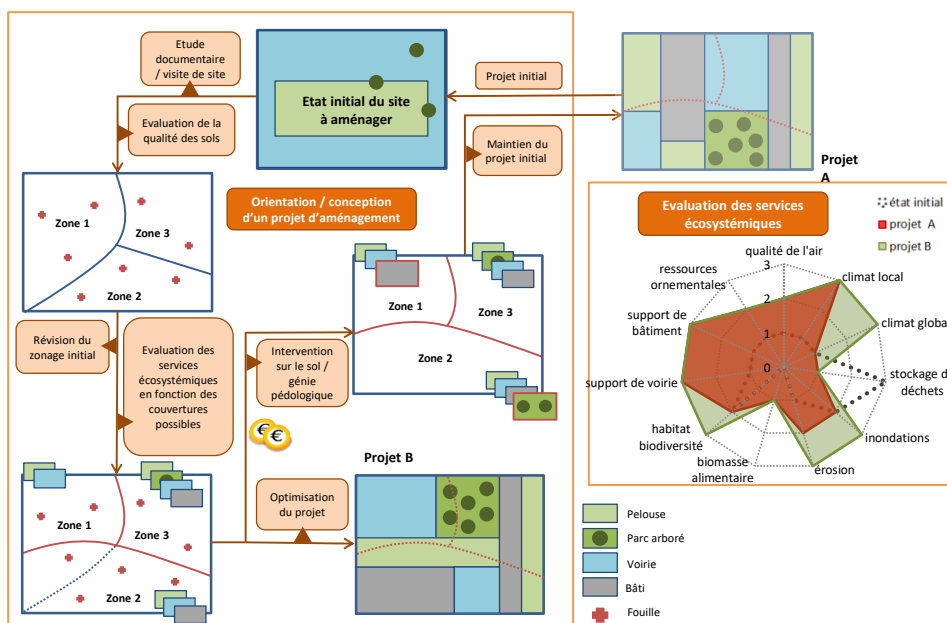 Etude
documentaire
/ visite de site
Evaluation de la
qualité des sols
Etat initial du site
à aménager
Projet initial
Maintien du
projet initial
Projet
A
Orientation / conception
d'un projet d'aménagement
Zone 1
Zone 3
Zone 2
Révision du
zonage initial
Evaluation des
services
écosystémiques
en fonction des
couvertures
possibles
Intervention
sur le sol /
génie
pédologique
€€
Zone 1
Zone 3
Zone 2
Zone 1
Zone 3
Zone 2
Optimisation
du projet
Projet B
Evaluation des services
écosystémiques
état initial
projet A
projet B
qualité de l'air
climat local
climat global
stockage d
déchets
inondations
érosion
biomasse
alimentaire
habitat
biodiversité
support de voirie
support de
bâtiment
ressources
ornementales
3
2
1
0
Pelouse
Parc arboré
Voirie
Bâti
Fouille